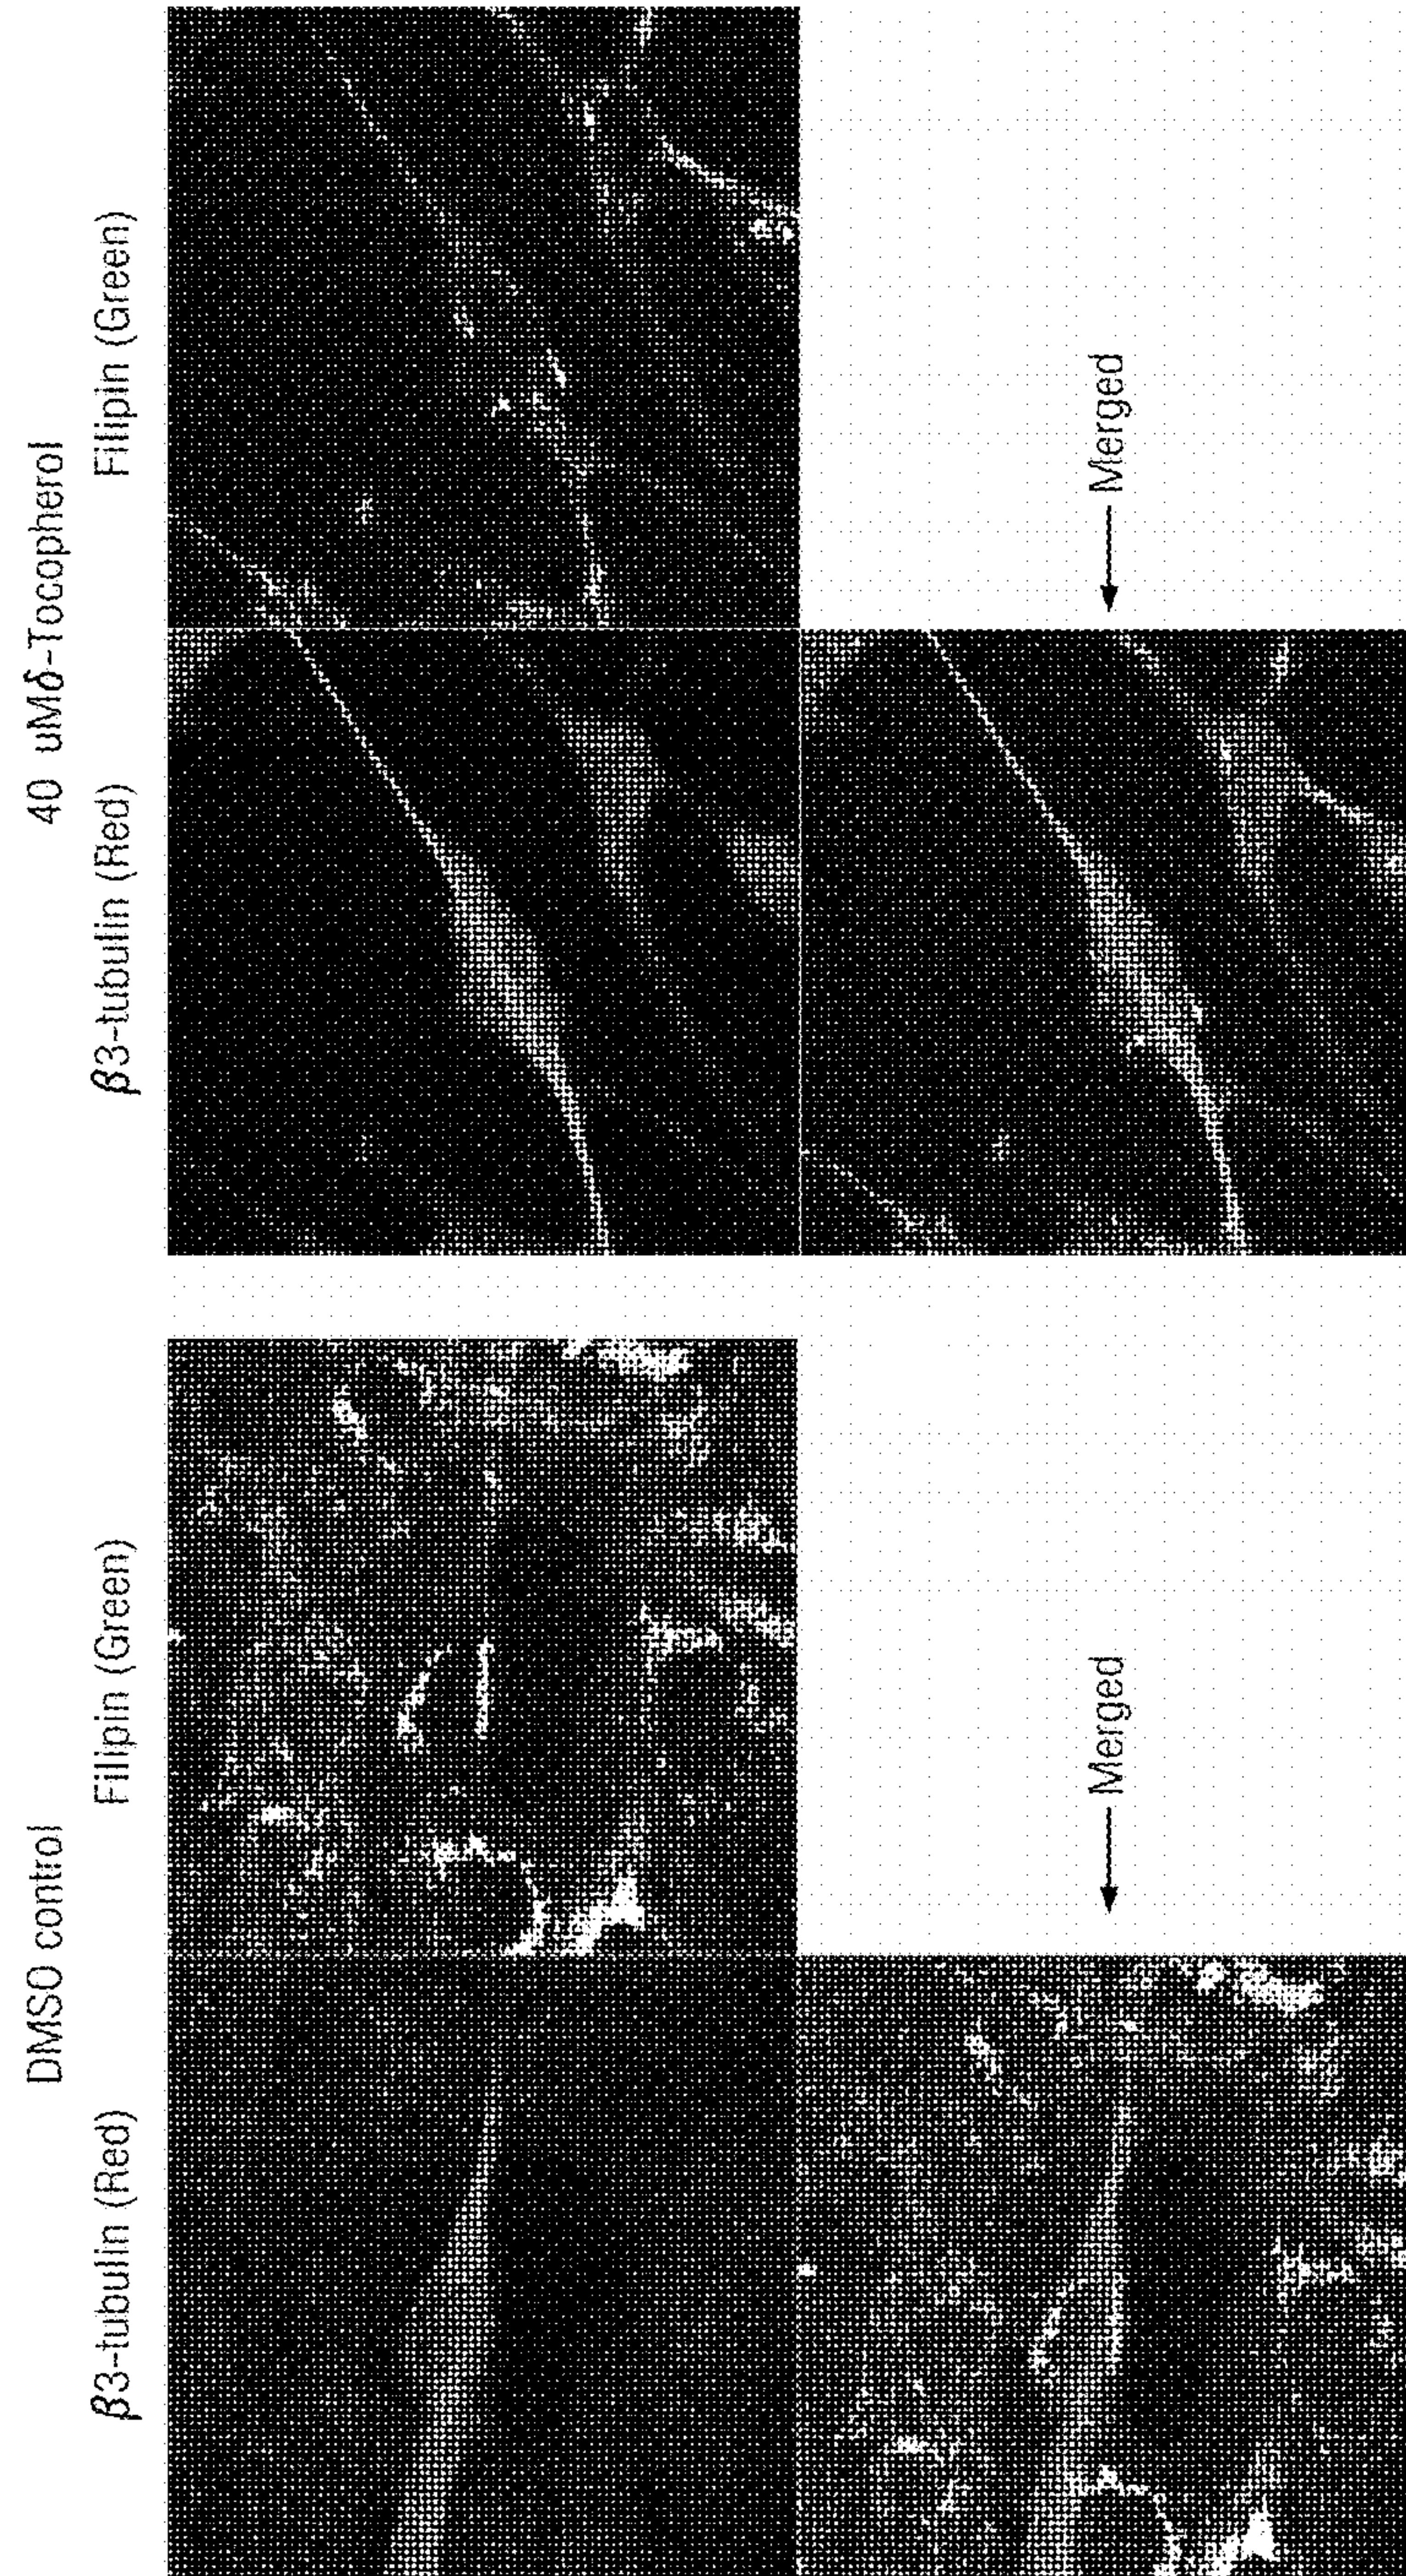 DMSO control
β3-tubulin (Red)
Filipin (Green)
Merged
40 uMδ-Tocopherol
β3-tubulin (Red)
Filipin (Green)
Merged